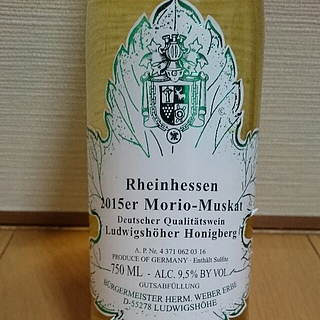 Rheinhessen
2015er Morio-Muskat
Deutscher Qualitätswein
Ludwigshöher Honigberg
A. P. Nr. 4 371 062 03 16
PRODUCE OF GERMANY · Enthält Sulfite
750 ML - ALC. 9,5% BY VOL.
GUTSABFÜLLUNG
BÜRGERMEISTER HERM. WEBER ERBE
D-55278 LUDWIGSHÖHE